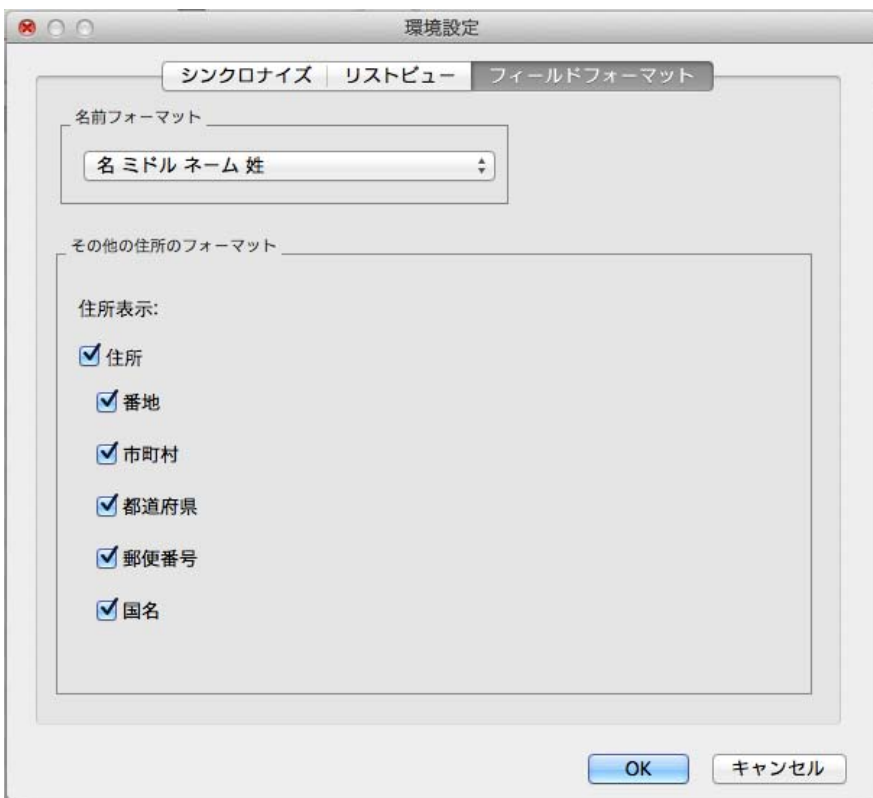 環境設定
シンクロナイズ リストビュー フィールドフォーマット
名前フォーマット
名 ミドル ネーム 姓
その他の住所のフォーマット
住所表示:
住所
番地
市町村
都道府県
郵便番号
国名
OK キャンセル